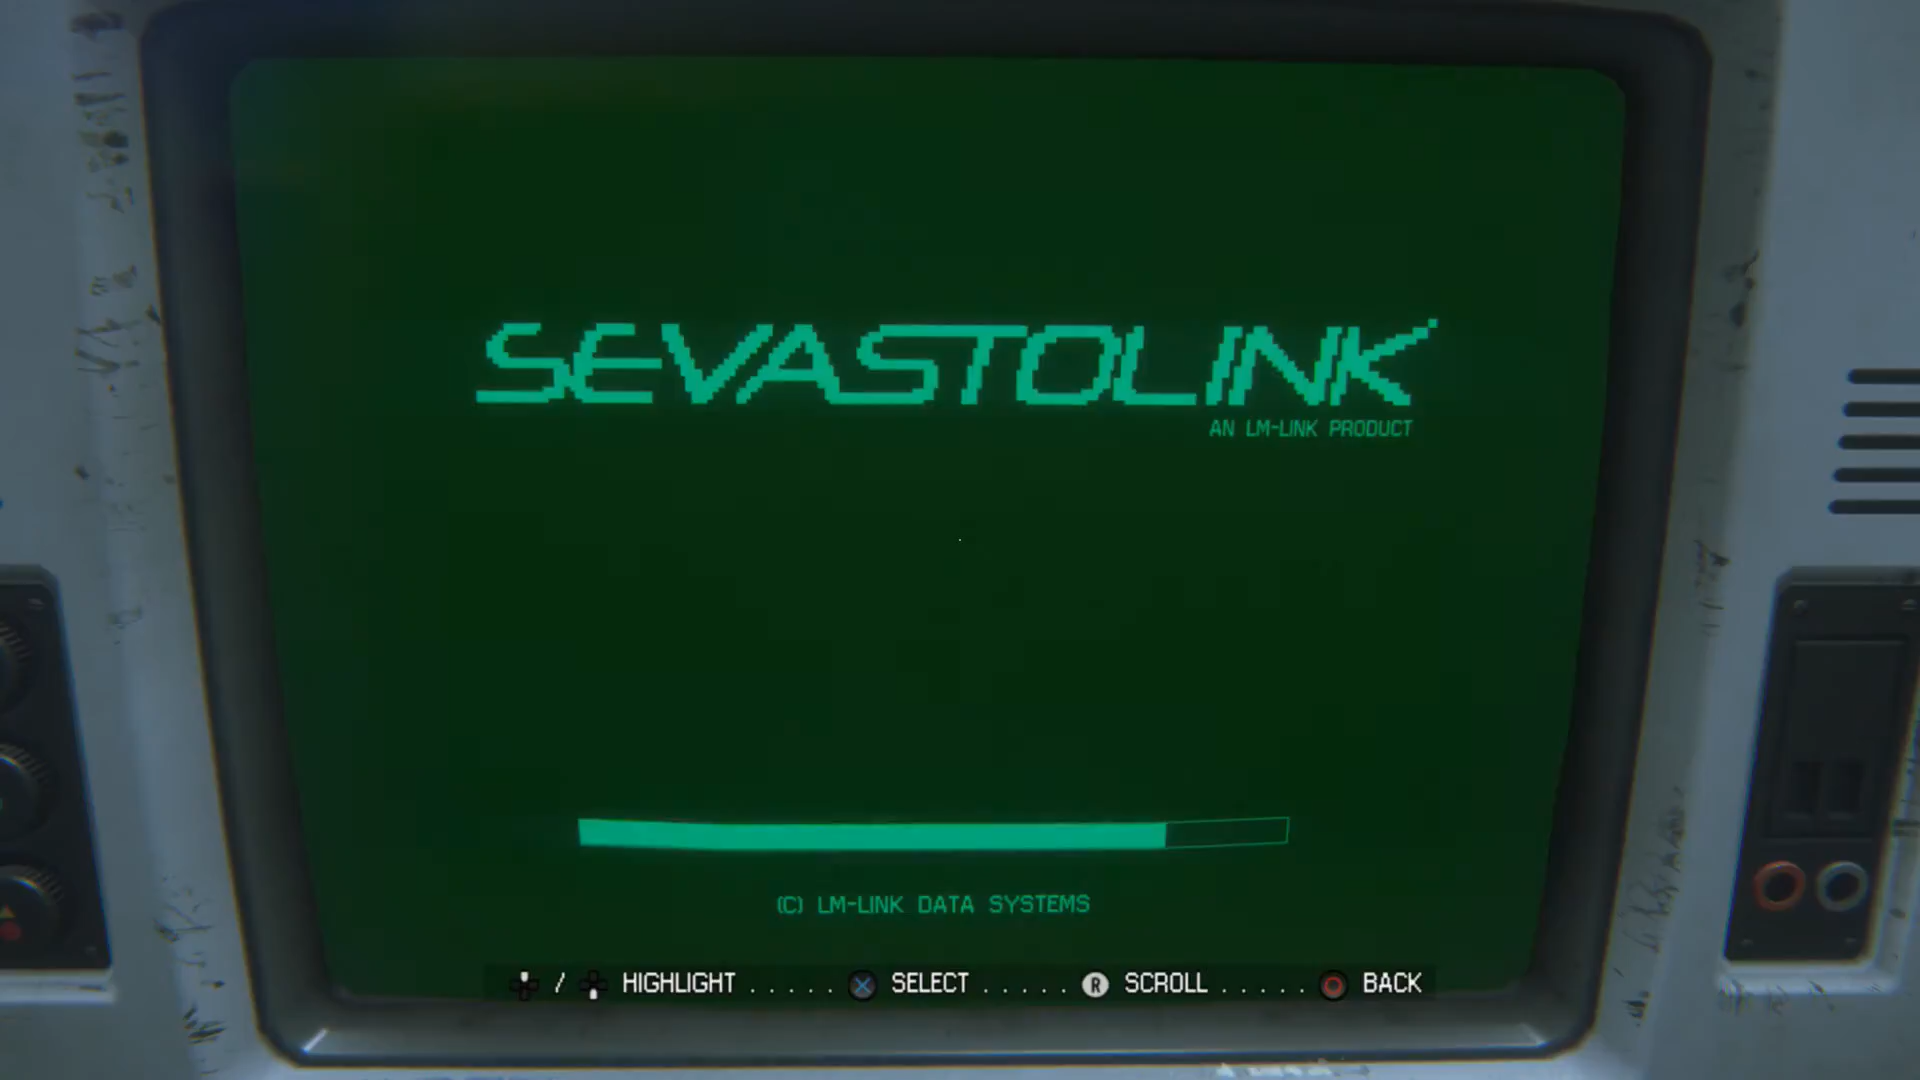 SEVASTOLINK
AN LM-LINK PRODUCT
(C) LM-LINK DATA SYSTEMS
/ HIGHLIGHT ..... SELECT ..... R SCROLL ..... BACK